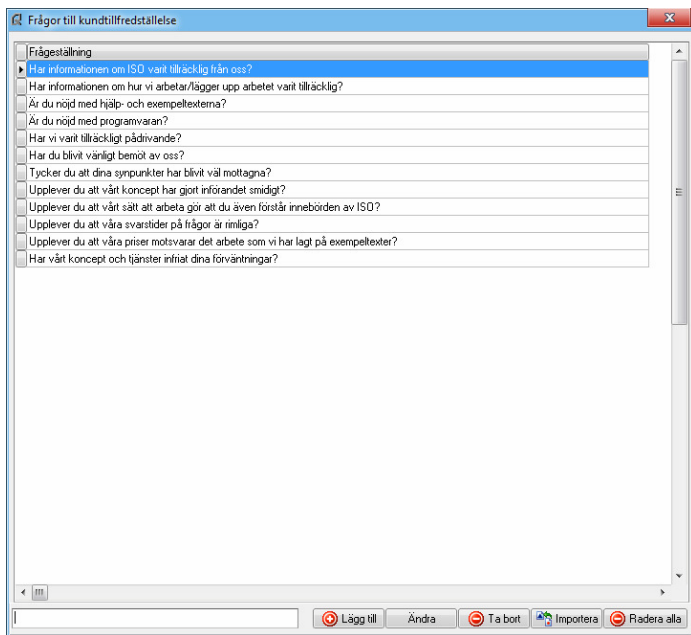 Frågor till kundtillfredställelse
Frågeställning
Har informationen om ISO varit tillräcklig från oss?
Har informationen om hur vi arbetar/lägger upp arbetet varit tillräcklig?
Är du nöjd med hjälp- och exempeltexterna?
Är du nöjd med programvaran?
Har vi varit tillräckligt pådrivande?
Har du blivit vänligt bemöt av oss?
Tycker du att dina synpunkter har blivit väl mottagna?
Upplever du att vårt koncept har gjort införandet smidigt?
Upplever du att vårt sätt att arbeta gör att du även förstår innebörden av ISO?
Upplever du att våra svarstider på frågor är rimliga?
Upplever du att våra priser motsvarar det arbete som vi har lagt på exempeltexter?
Har vårt koncept och tjänster infriat dina förväntningar?
Lägg till Ändra Ta bort Importera Radera alla